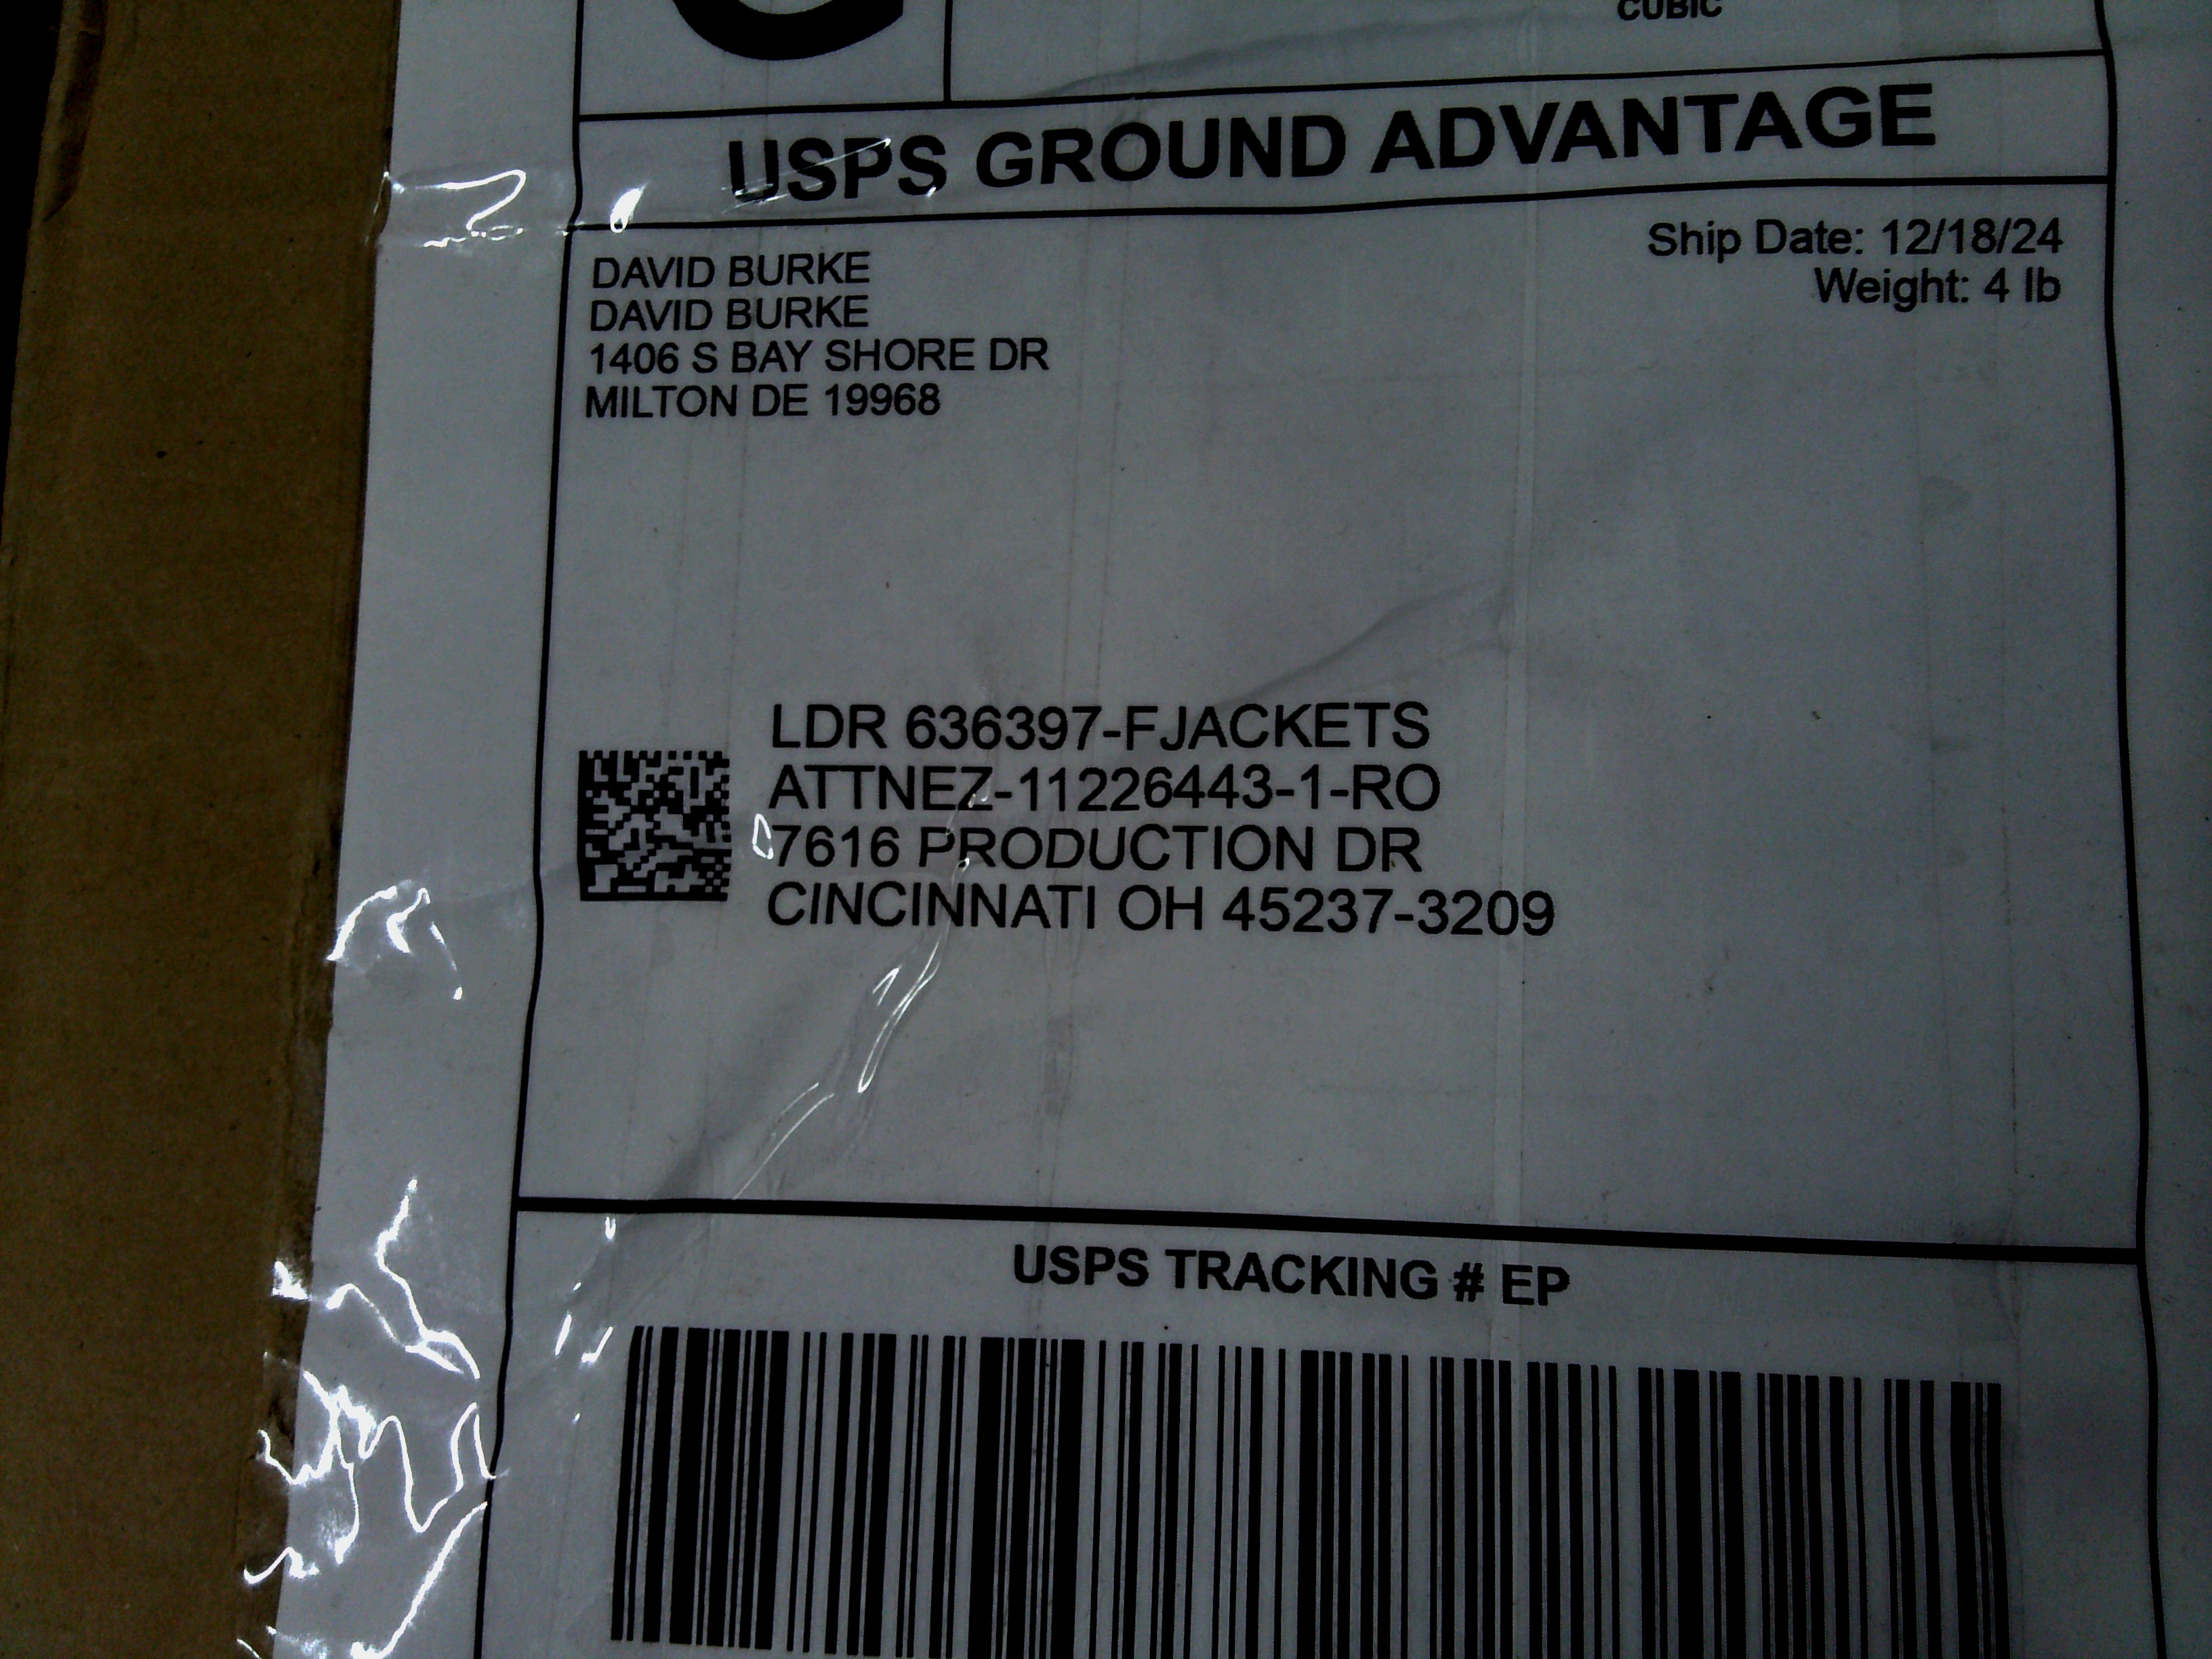 CUBIC
USPS GROUND ADVANTAGE
Ship Date: 12/18/24
Weight: 4 lb
DAVID BURKE
DAVID BURKE
1406 S BAY SHORE DR
MILTON DE 19968
LDR 636397-FJACKETS
ATTNEZ-11226443-1-RO
7616 PRODUCTION DR
CINCINNATI OH 45237-3209
USPS TRACKING # EP